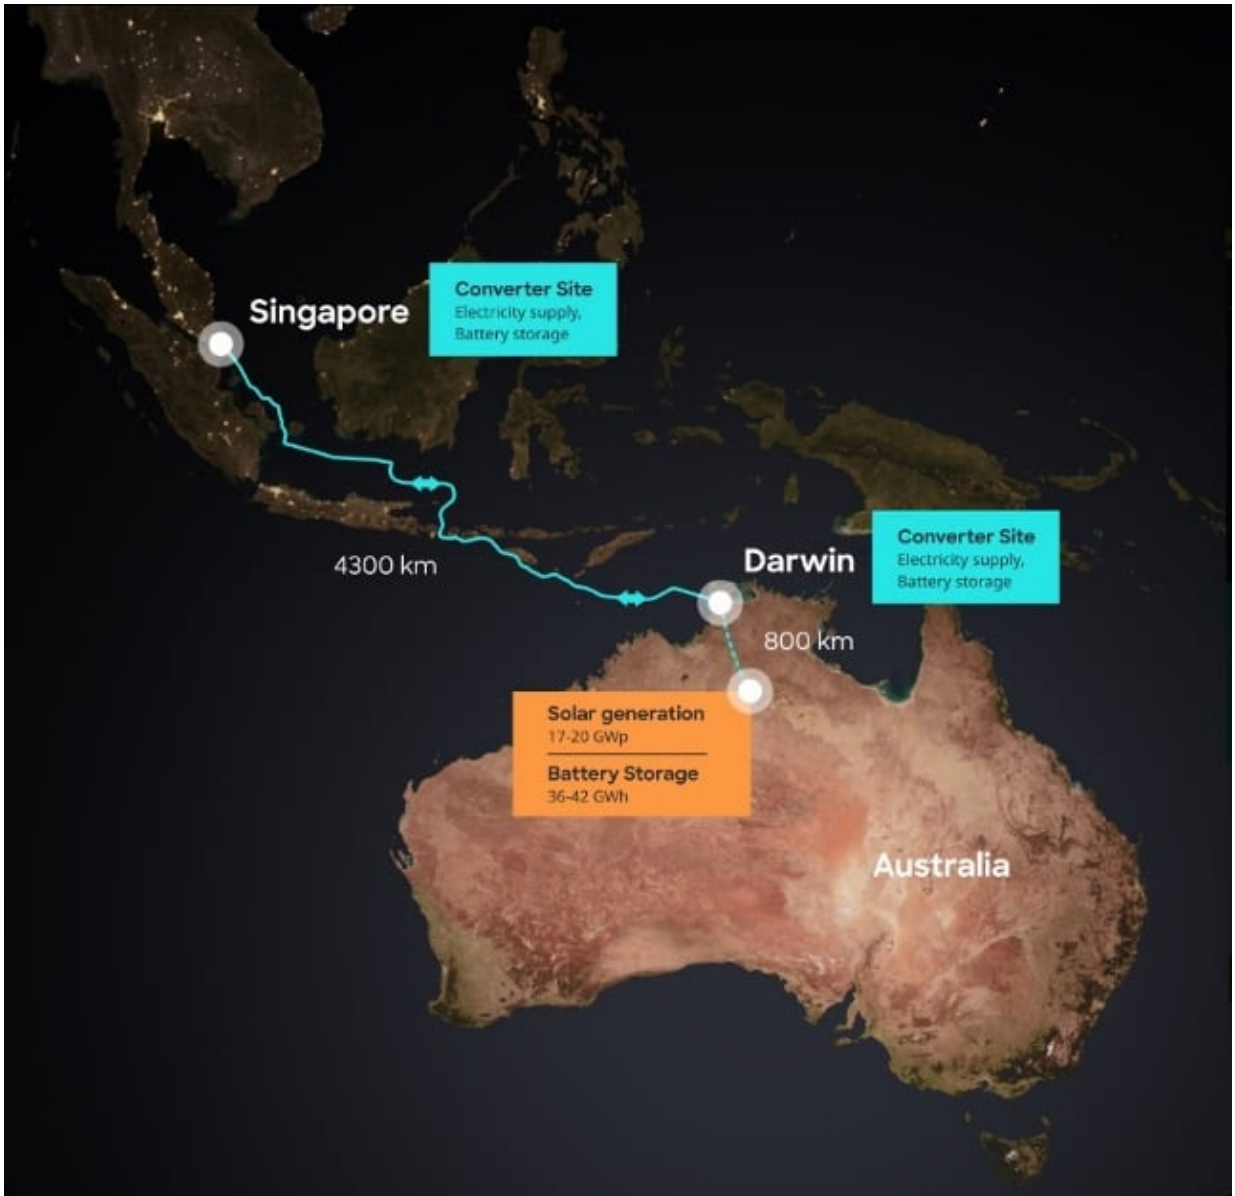 Singapore
Converter Site
Electricity supply,
Battery storage
4300 km
Darwin
Converter Site
Electricity supply,
Battery storage
800 km
Solar generation
17-20 GWp
Battery Storage
36-42 GWh
Australia